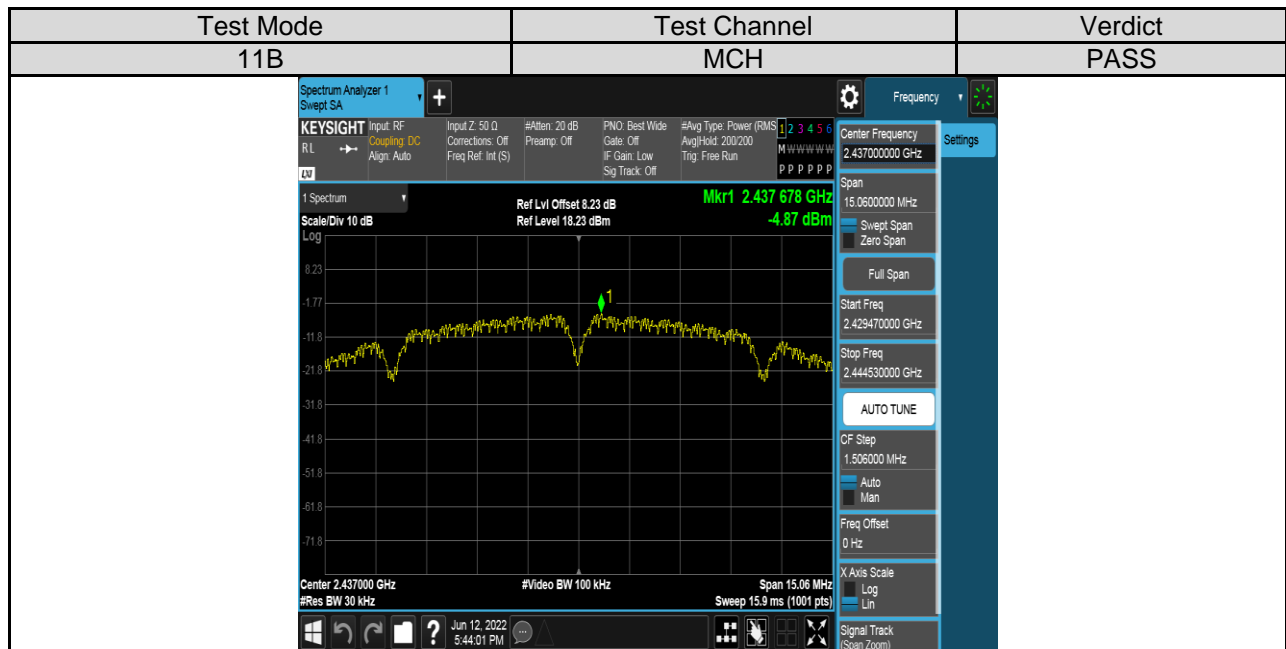 Test Mode Test Channel Verdict
11B MCH PASS
Spectrum Analyzer 1
Swept SA
+
Frequency
KEYSIGHT
RL
LXI
Input: RF
Coupling: DC
Align: Auto
Input Z: 50 Ω
Corrections: Off
Freq Ref: Int (S)
#Atten: 20 dB
Preamp: Off
PNO: Best Wide
Gate: Off
IF Gain: Low
Sig Track: Off
#Avg Type: Power (RMS
Avg|Hold: 200/200
Trig: Free Run
1 2 3 4 5 6
M W W W W W
P P P P P P
Center Frequency
2.437000000 GHz
Settings
1 Spectrum
Scale/Div 10 dB
Ref Lvl Offset 8.23 dB
Ref Level 18.23 dBm
Mkr1 2.437 678 GHz
-4.87 dBm
Log
8.23
-1.77
-11.8
-21.8
-31.8
-41.8
-51.8
-61.8
-71.8
1
Center 2.437000 GHz
#Res BW 30 kHz
#Video BW 100 kHz
Span 15.06 MHz
Sweep 15.9 ms (1001 pts)
Span
15.0600000 MHz
Swept Span
Zero Span
Full Span
Start Freq
2.429470000 GHz
Stop Freq
2.444530000 GHz
AUTO TUNE
CF Step
1.506000 MHz
Auto
Man
Freq Offset
0 Hz
X Axis Scale
Log
Lin
Signal Track
(Span Zoom)
?
Jun 12, 2022
5:44:01 PM